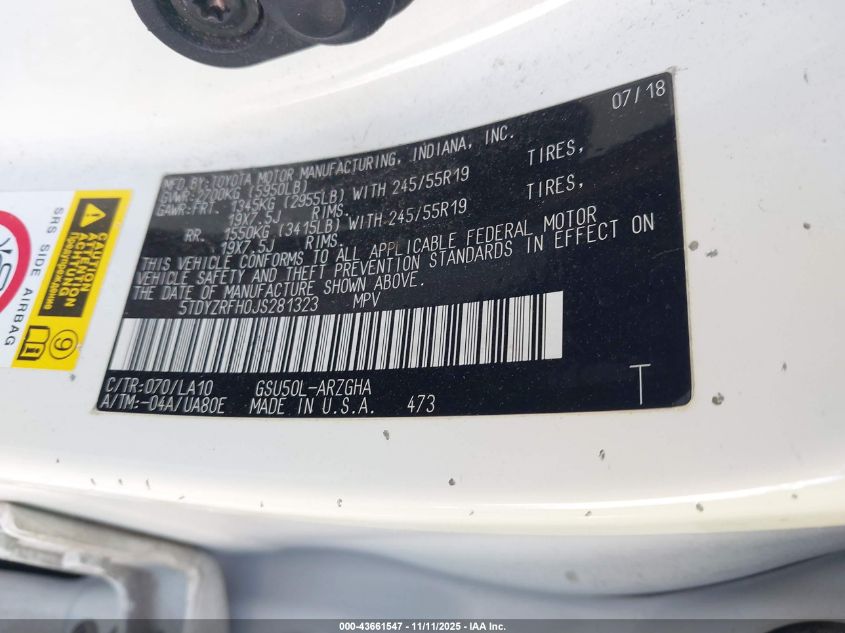 07/18
MFD.BY:TOYOTA MOTOR MANUFACTURING, INDIANA, INC.
GVWR:2700KG (5950LB)
GAWR:FRT. 1345KG (2955LB) WITH 245/55R19 TIRES,
19X7.5J RIMS.
RR. 1550KG (3415LB) WITH 245/55R19 TIRES,
19X7.5J RIMS.
THIS VEHICLE CONFORMS TO ALL APPLICABLE FEDERAL MOTOR
VEHICLE SAFETY AND THEFT PREVENTION STANDARDS IN EFFECT ON
THE DATE OF MANUFACTURE SHOWN ABOVE.
5TDYZRFH0JS281323 MPV
C/TR:070/LA10 GSU50L-ARZGHA
A/TM:-04A/UA80E MADE IN U.S.A. 473
T
SRS SIDE AIRBAG
CAUTION
ATTENTION
ACHTUNG
Предупреждение
9
000-43661547 - 11/11/2025 - IAA Inc.